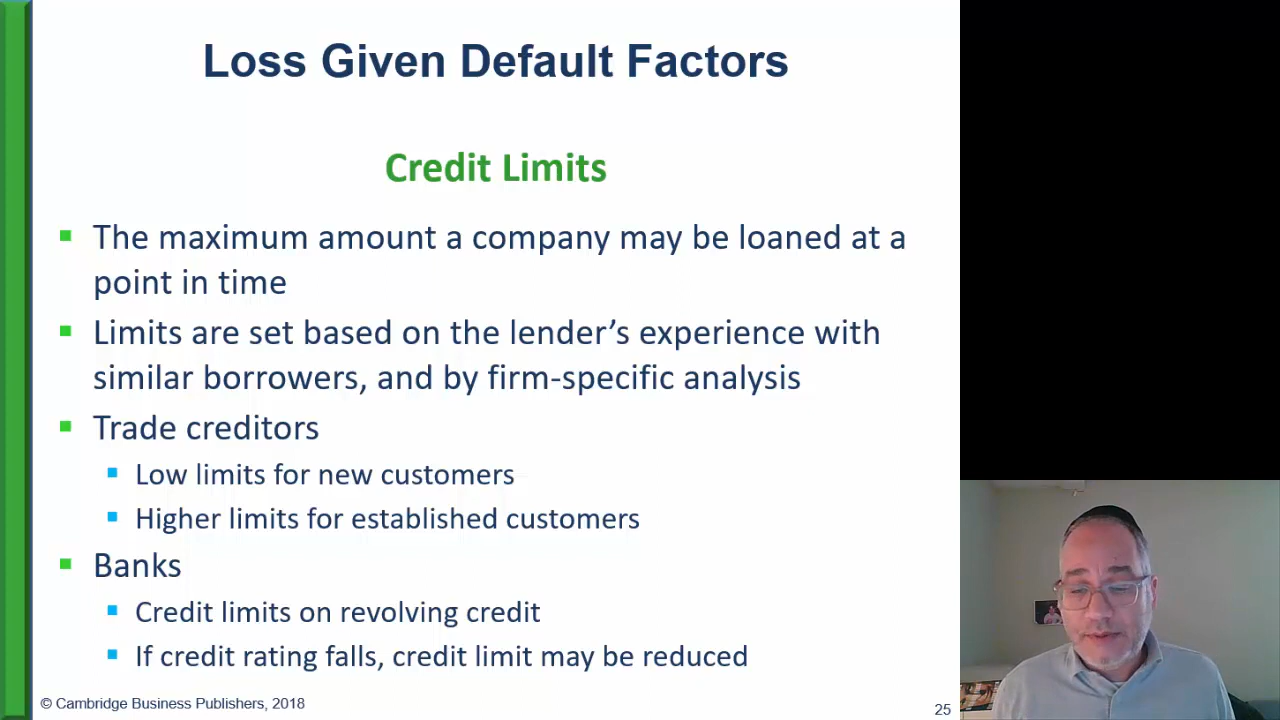 Loss Given Default Factors
Credit Limits
▪ The maximum amount a company may be loaned at a
point in time
▪ Limits are set based on the lender’s experience with
similar borrowers, and by firm-specific analysis
▪ Trade creditors
▪ Low limits for new customers
▪ Higher limits for established customers
▪ Banks
▪ Credit limits on revolving credit
▪ If credit rating falls, credit limit may be reduced
© Cambridge Business Publishers, 2018
25